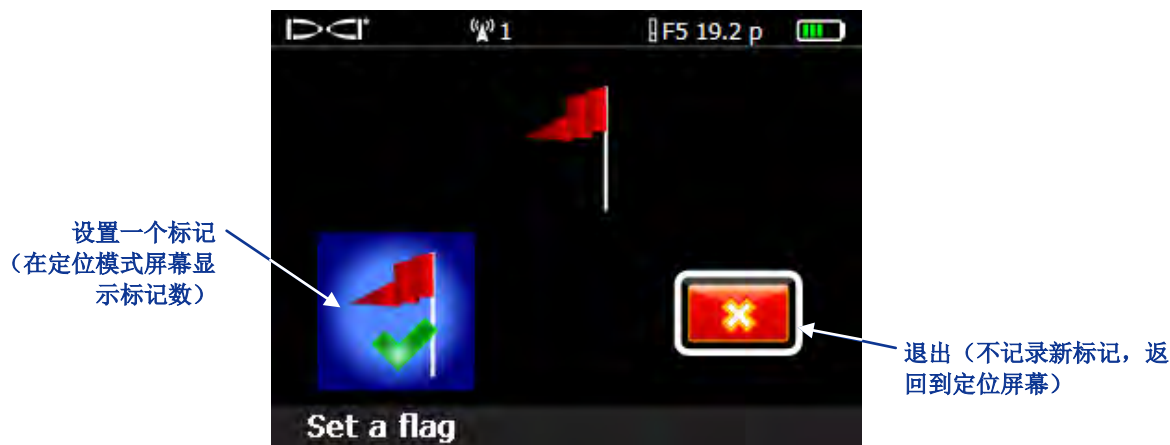 1
F5 19.2 p
设置一个标记
（在定位模式屏幕显
示标记数）
退出（不记录新标记，返
回到定位屏幕）
Set a flag